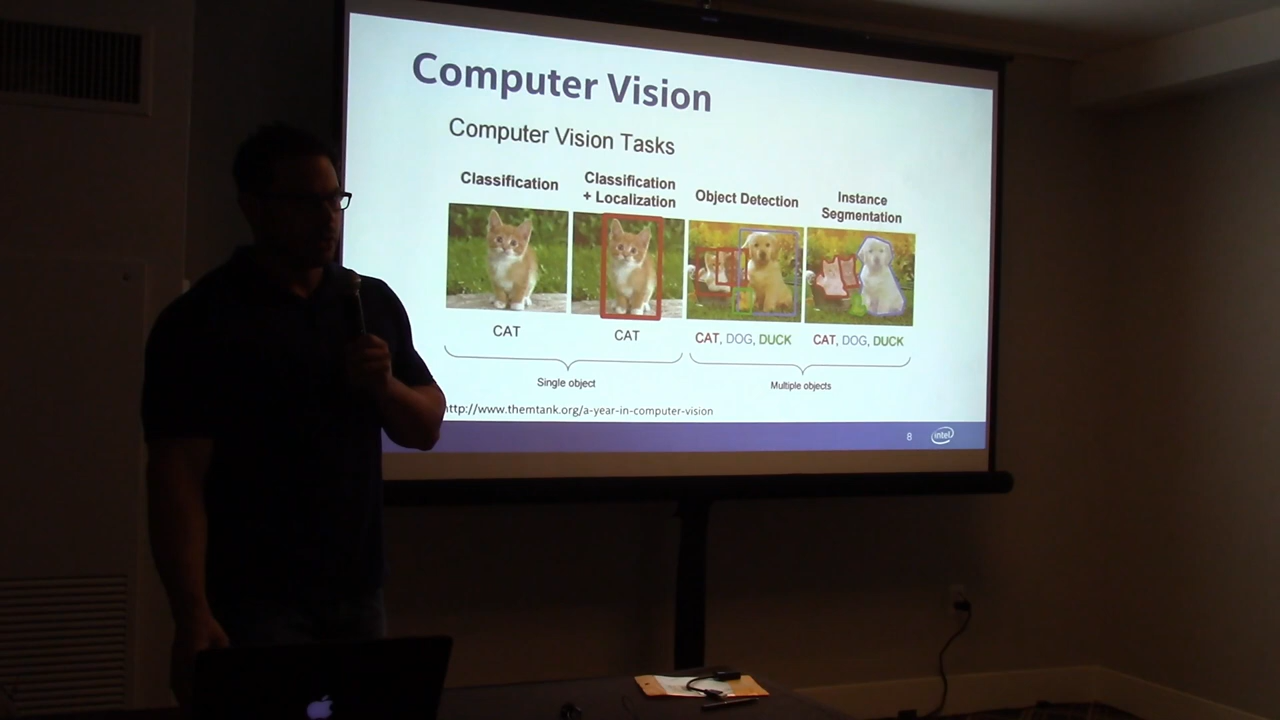 Computer Vision
Computer Vision Tasks
Classification
Classification
+ Localization
Object Detection
Instance
Segmentation
CAT
CAT
CAT, DOG, DUCK
CAT, DOG, DUCK
Single object
Multiple objects
http://www.themtank.org/a-year-in-computer-vision
8
intel